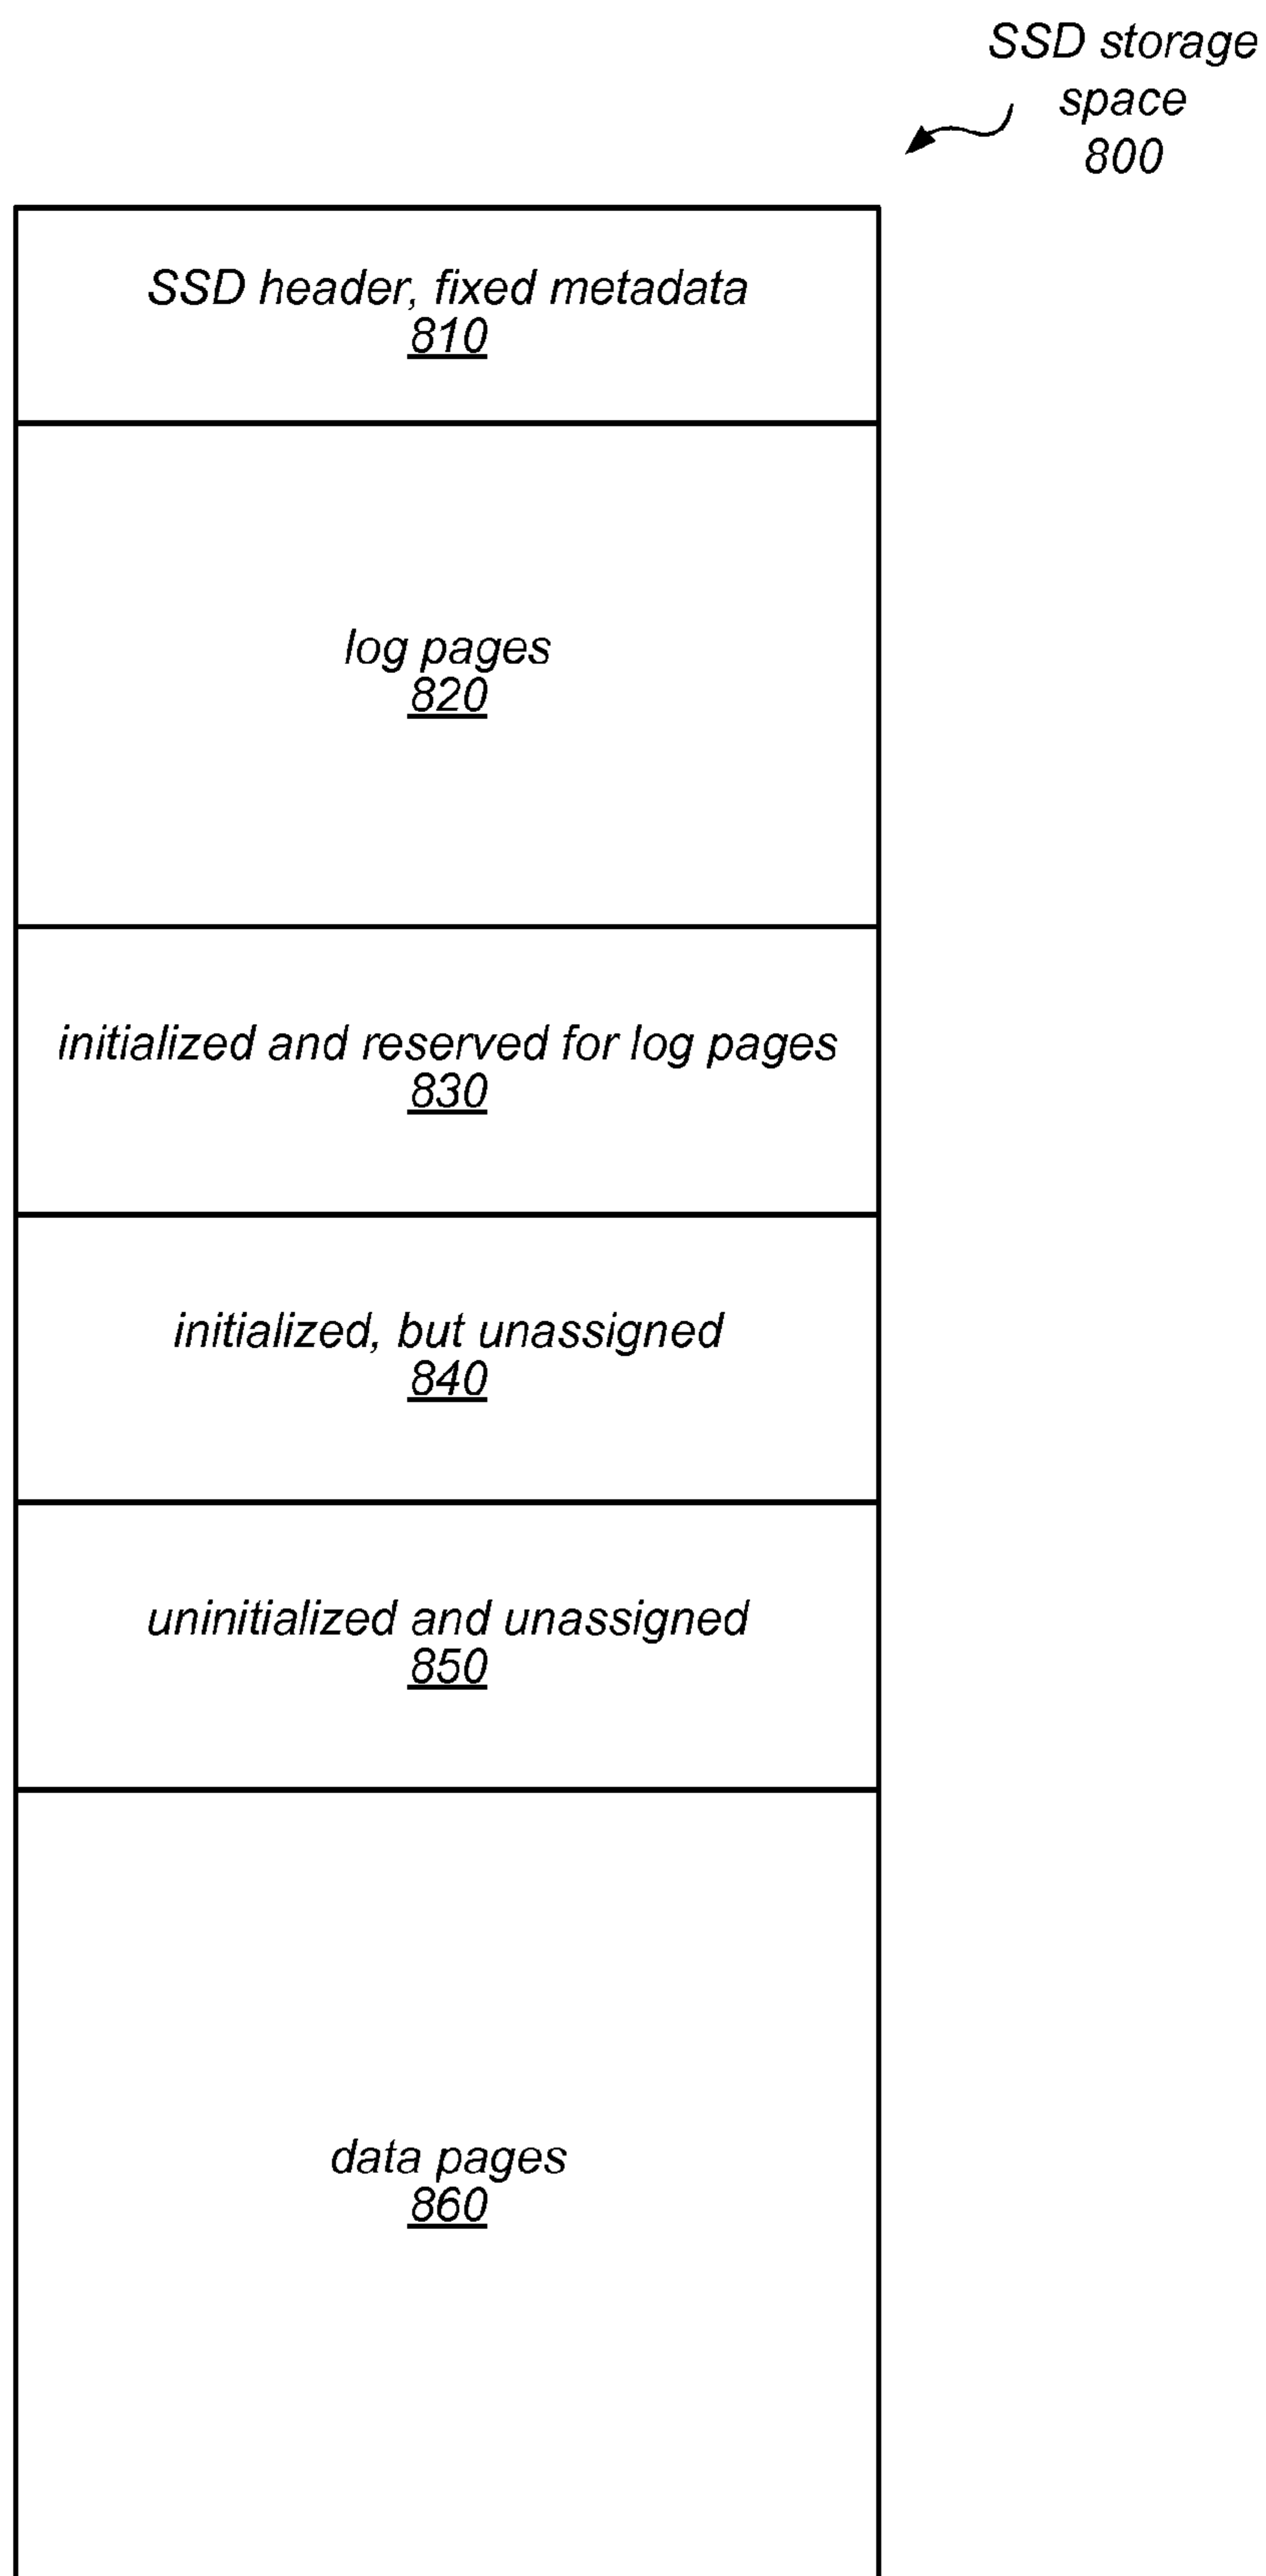 SSD storage
space
800
SSD header, fixed metadata
810
log pages
820
initialized and reserved for log pages
830
initialized, but unassigned
840
uninitialized and unassigned
850
data pages
860